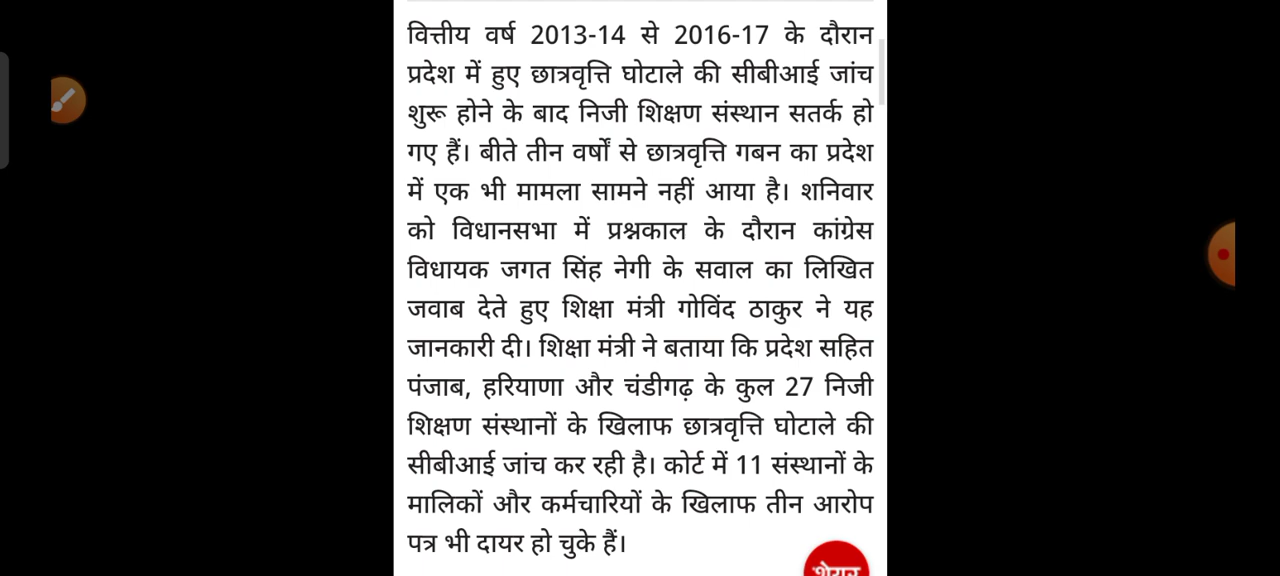 वित्तीय वर्ष 2013-14 से 2016-17 के दौरान
प्रदेश में हुए छात्रवृत्ति घोटाले की सीबीआई जांच
शुरू होने के बाद निजी शिक्षण संस्थान सतर्क हो
गए हैं। बीते तीन वर्षों से छात्रवृत्ति गबन का प्रदेश
में एक भी मामला सामने नहीं आया है। शनिवार
को विधानसभा में प्रश्नकाल के दौरान कांग्रेस
विधायक जगत सिंह नेगी के सवाल का लिखित
जवाब देते हुए शिक्षा मंत्री गोविंद ठाकुर ने यह
जानकारी दी। शिक्षा मंत्री ने बताया कि प्रदेश सहित
पंजाब, हरियाणा और चंडीगढ़ के कुल 27 निजी
शिक्षण संस्थानों के खिलाफ छात्रवृत्ति घोटाले की
सीबीआई जांच कर रही है। कोर्ट में 11 संस्थानों के
मालिकों और कर्मचारियों के खिलाफ तीन आरोप
पत्र भी दायर हो चुके हैं।
शेयर